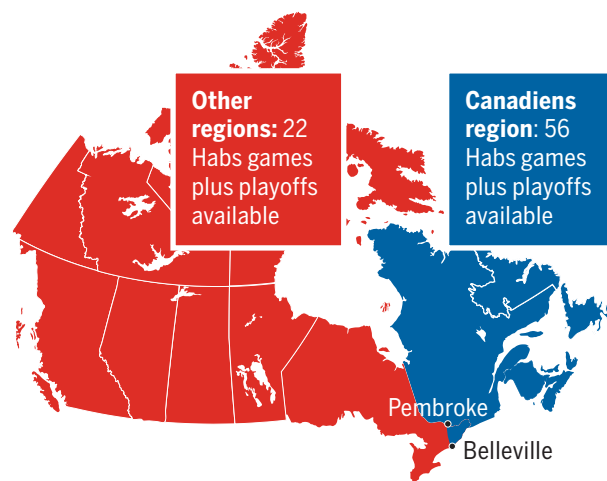 Other
regions: 22
Habs games
plus playoffs
available
Canadiens
region: 56
Habs games
plus playoffs
available
Pembroke
Belleville